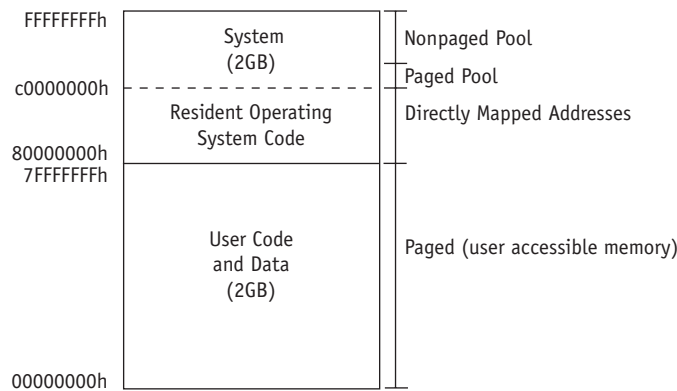 FFFFFFFFh
System
(2GB)
Nonpaged Pool
Paged Pool
c0000000h
Resident Operating
System Code
Directly Mapped Addresses
80000000h
7FFFFFFFh
User Code
and Data
(2GB)
Paged (user accessible memory)
00000000h